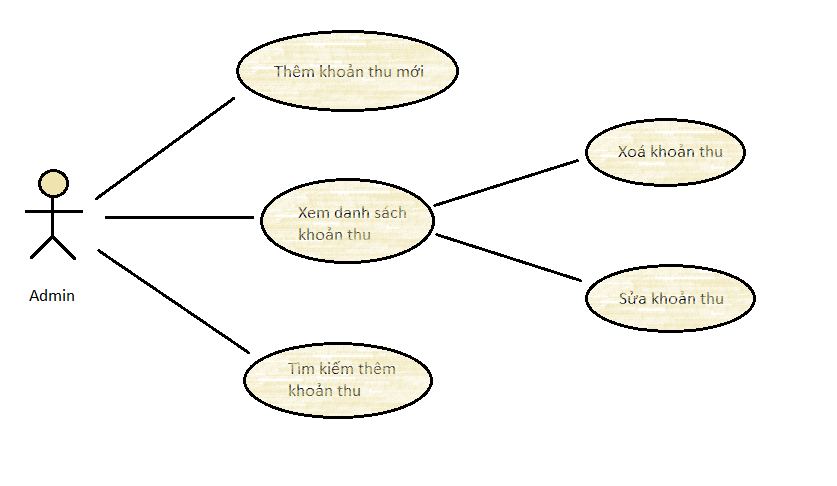 Thêm khoản thu mới
Xoá khoản thu
Xem danh sách
khoản thu
Admin
Sửa khoản thu
Tìm kiếm thêm
khoản thu